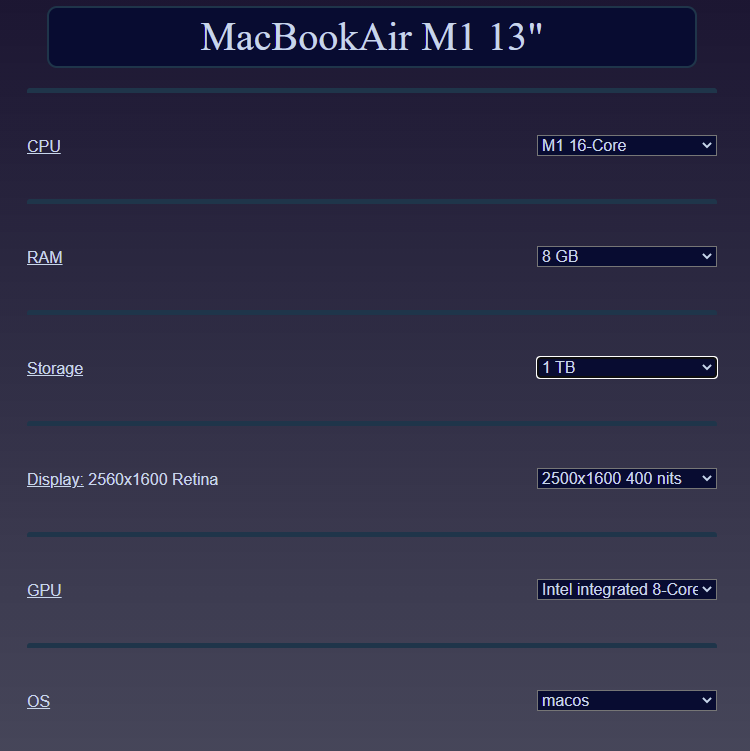 MacBookAir M1 13"
CPU M1 16-Core
RAM 8 GB
Storage 1 TB
Display: 2560x1600 Retina 2500x1600 400 nits
GPU Intel integrated 8-Core
OS macos